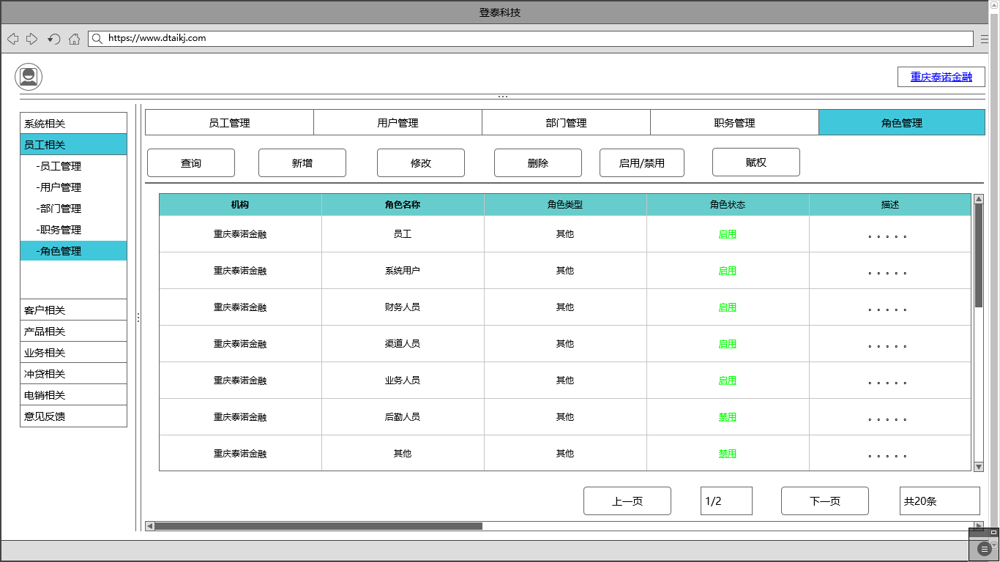 登泰科技
https://www.dtaikj.com
重庆泰诺金融
系统相关
员工相关
-员工管理
-用户管理
-部门管理
-职务管理
-角色管理
客户相关
产品相关
业务相关
冲贷相关
电销相关
意见反馈
员工管理 用户管理 部门管理 职务管理 角色管理
查询 新增 修改 删除 启用/禁用 赋权
机构 角色名称 角色类型 角色状态 描述
重庆泰诺金融 员工 其他 启用 。。。。。
重庆泰诺金融 系统用户 其他 启用 。。。。。
重庆泰诺金融 财务人员 其他 启用 。。。。。
重庆泰诺金融 渠道人员 其他 启用 。。。。。
重庆泰诺金融 业务人员 其他 启用 。。。。。
重庆泰诺金融 后勤人员 其他 禁用 。。。。。
重庆泰诺金融 其他 其他 禁用 。。。。。
上一页 1/2 下一页 共20条